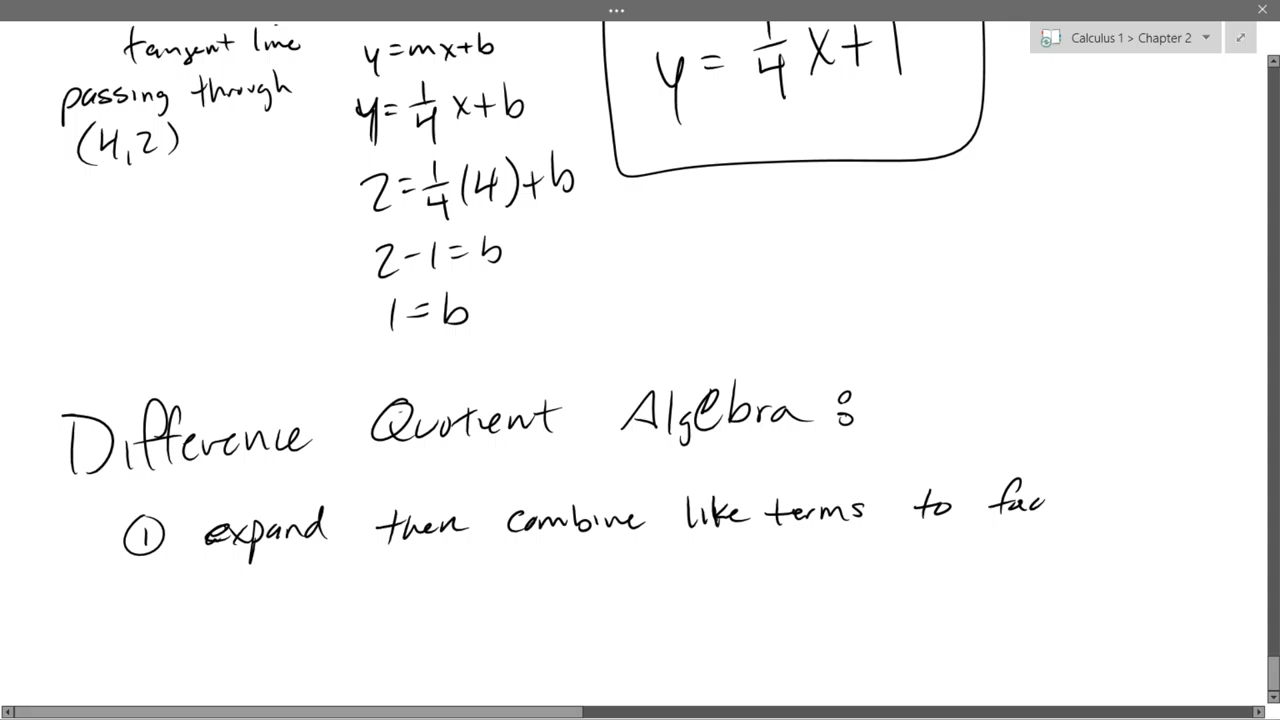 Calculus 1 > Chapter 2
tangent line
passing through
(4,2)
y=mx+b
y=1/4 x+b
2=1/4(4)+b
2-1=b
1=b
y=1/4 x+1
Difference Quotient Algebra:
① expand then combine like terms to fac